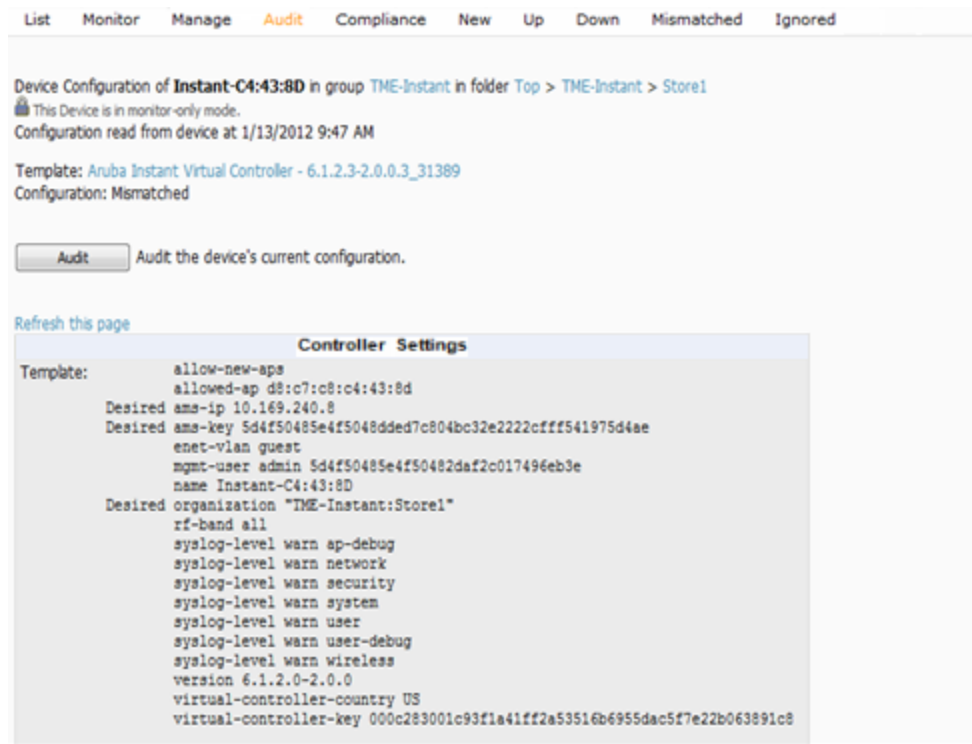 List Monitor Manage Audit Compliance New Up Down Mismatched Ignored
Device Configuration of Instant-C4:43:8D in group TME-Instant in folder Top > TME-Instant > Store1
This Device is in monitor-only mode.
Configuration read from device at 1/13/2012 9:47 AM
Template: Aruba Instant Virtual Controller - 6.1.2.3-2.0.0.3_31389
Configuration: Mismatched
Audit Audit the device's current configuration.
Refresh this page
Controller Settings
Template: allow-new-aps
allowed-ap d8:c7:c8:c4:43:8d
Desired ams-ip 10.169.240.8
Desired ams-key 5d4f50485e4f5048dded7c804bc32e2222cfff541975d4ae
enet-vlan guest
mgmt-user admin 5d4f50485e4f50482daf2c017496eb3e
name Instant-C4:43:8D
Desired organization "TME-Instant:Store1"
rf-band all
syslog-level warn ap-debug
syslog-level warn network
syslog-level warn security
syslog-level warn system
syslog-level warn user
syslog-level warn user-debug
syslog-level warn wireless
version 6.1.2.0-2.0.0
virtual-controller-country US
virtual-controller-key 000c283001c93f1a41ff2a53516b6955dac5f7e22b063891c8